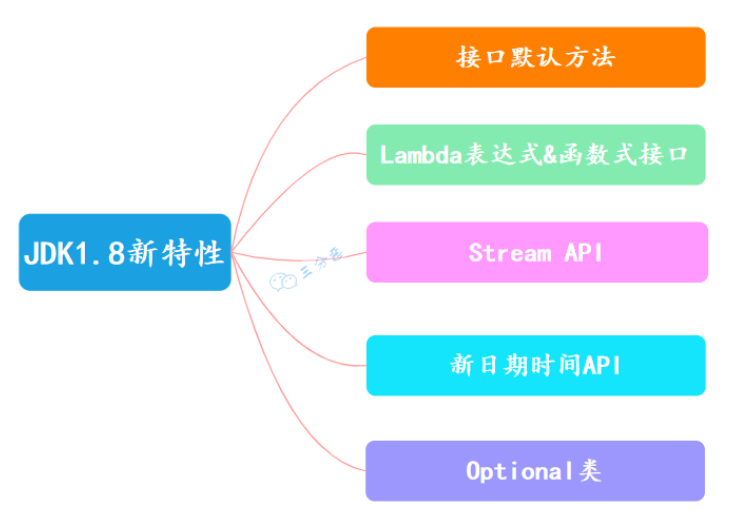 接口默认方法
Lambda表达式&函数式接口
JDK1.8新特性
Stream API
三分恶
新日期时间API
Optional类